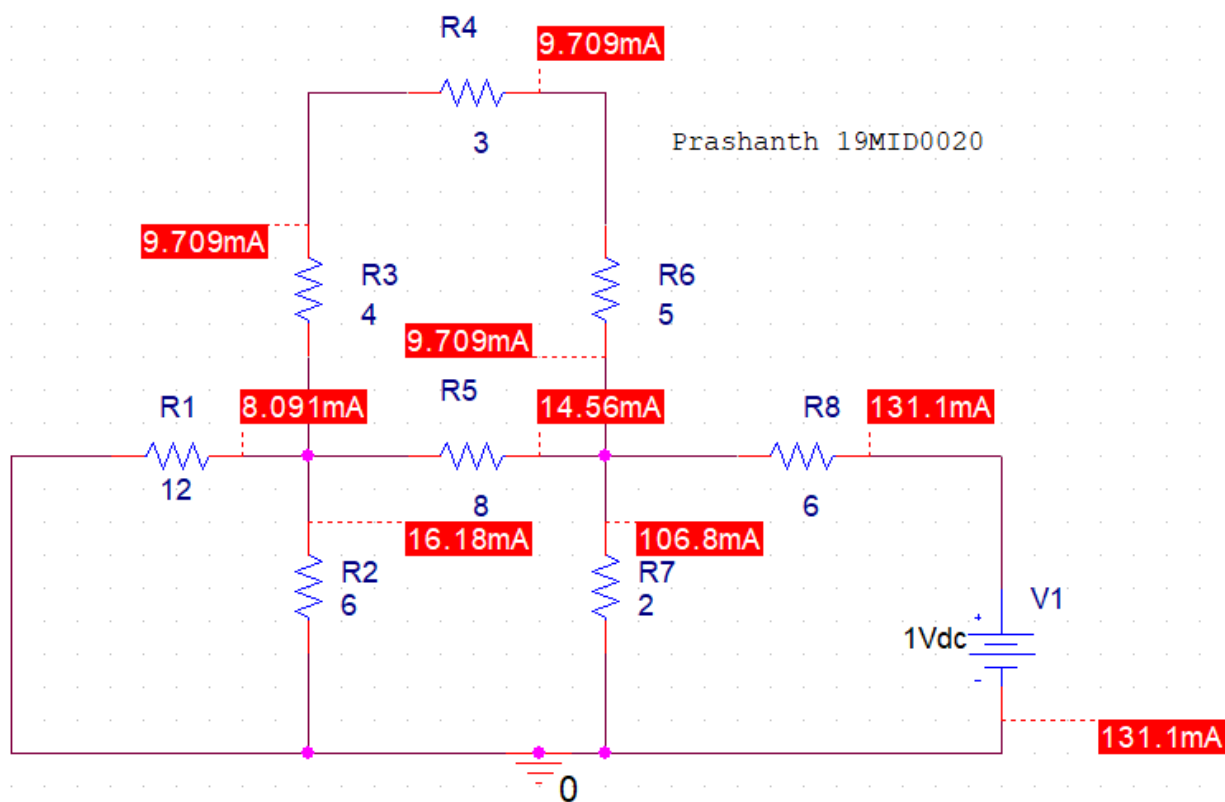 R4
9.709mA
3
Prashanth 19MID0020
9.709mA
R3
4
R6
5
9.709mA
R1
8.091mA
R5
14.56mA
R8
131.1mA
12
8
6
16.18mA
106.8mA
R2
6
R7
2
V1
+
1Vdc
-
131.1mA
0